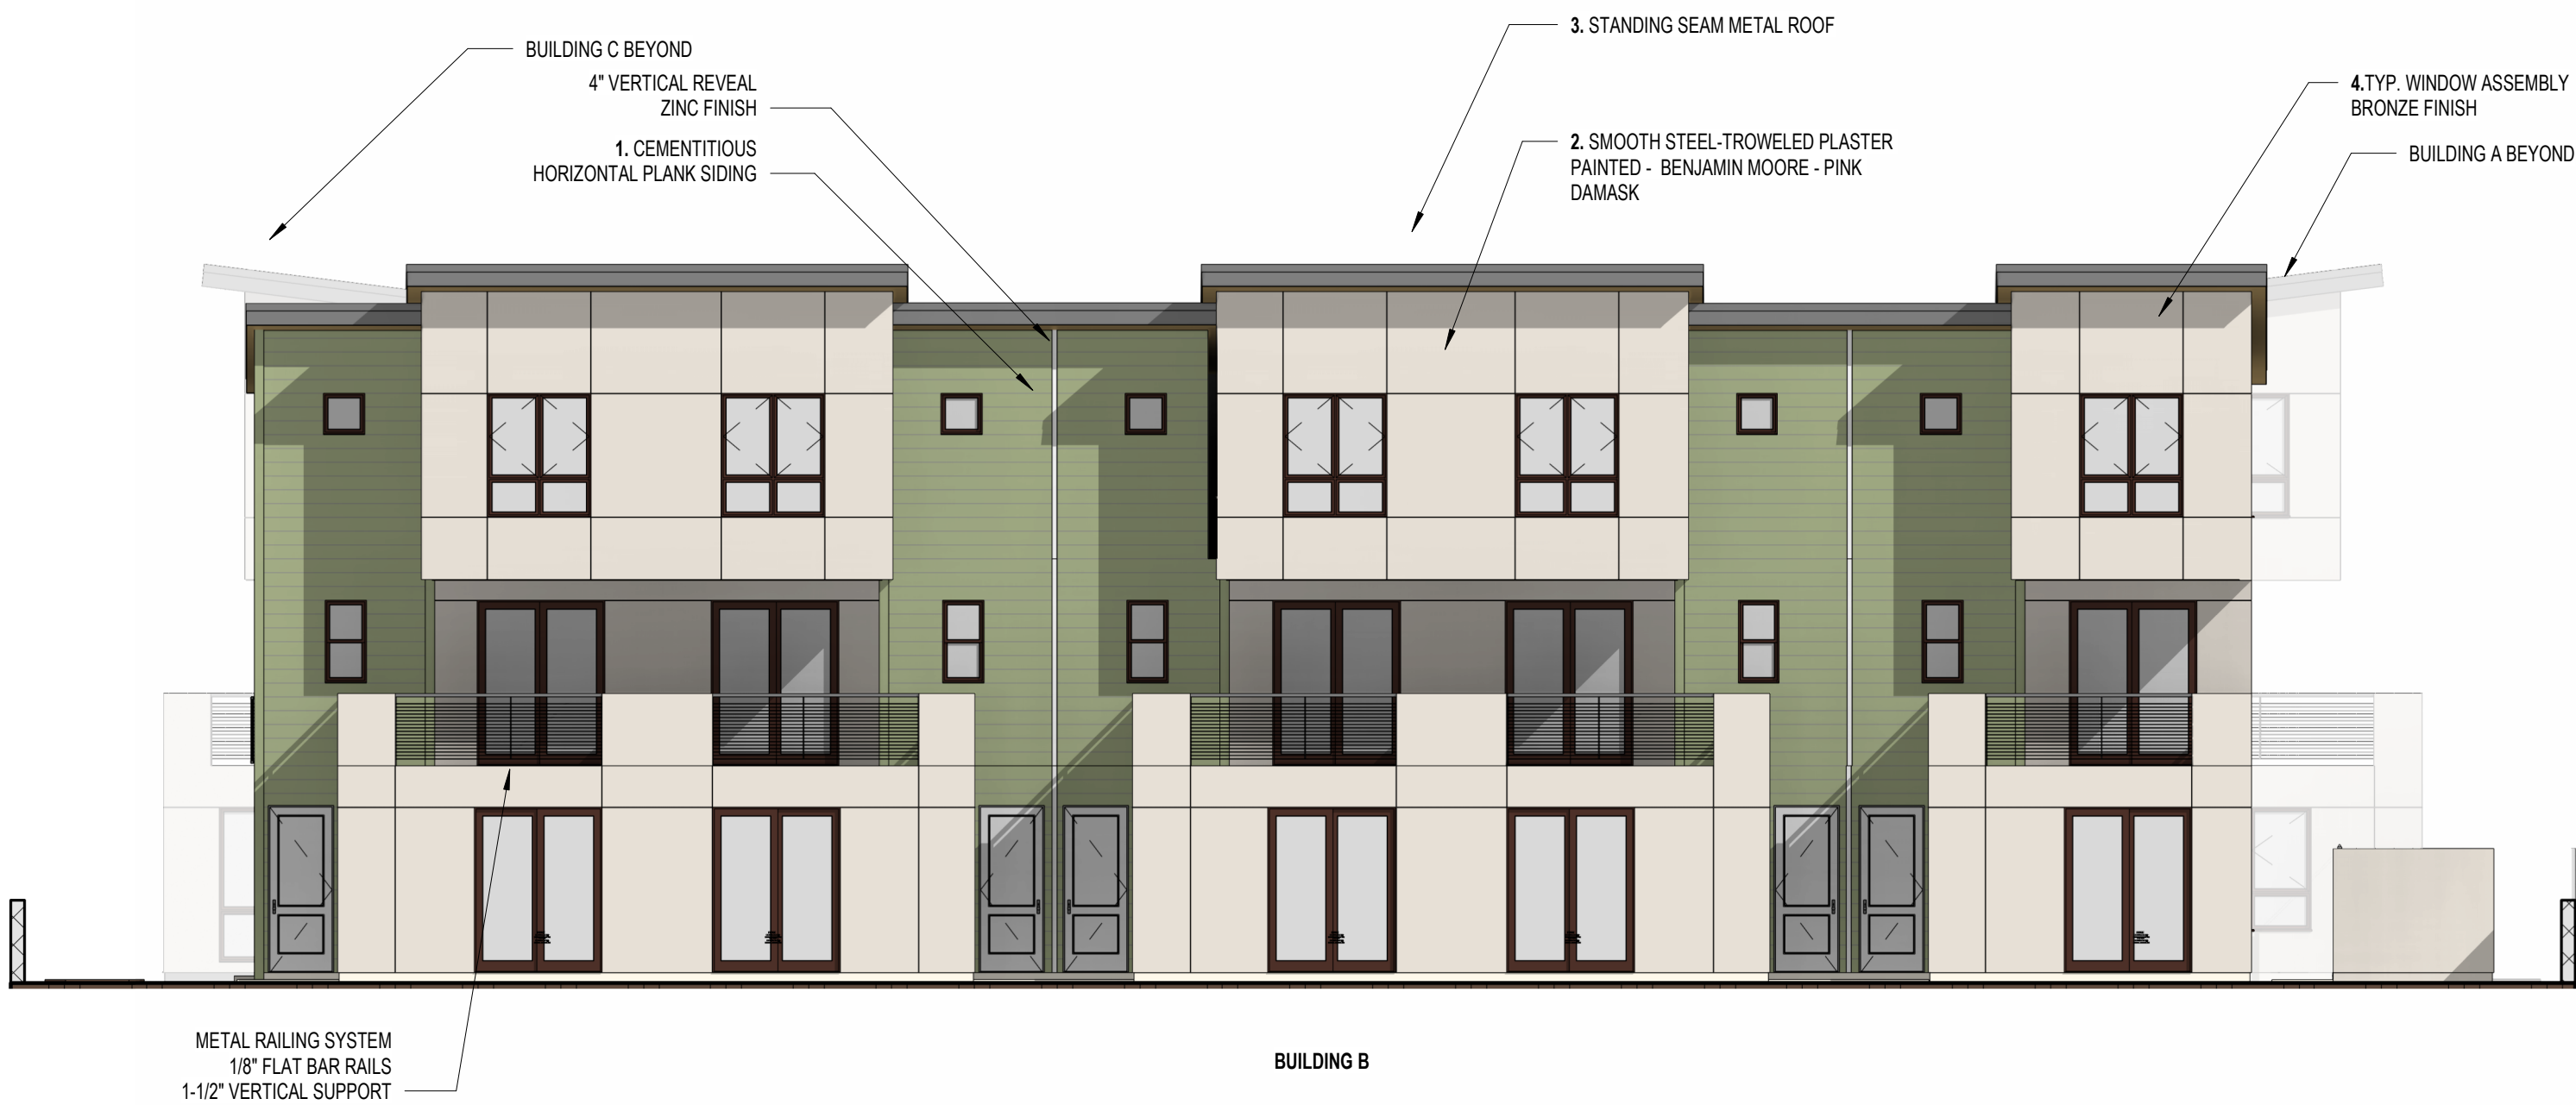 BUILDING C BEYOND
4" VERTICAL REVEAL
ZINC FINISH
1. CEMENTITIOUS
HORIZONTAL PLANK SIDING
3. STANDING SEAM METAL ROOF
2. SMOOTH STEEL-TROWELED PLASTER
PAINTED - BENJAMIN MOORE - PINK
DAMASK
4.TYP. WINDOW ASSEMBLY
BRONZE FINISH
BUILDING A BEYOND
METAL RAILING SYSTEM
1/8" FLAT BAR RAILS
1-1/2" VERTICAL SUPPORT
BUILDING B